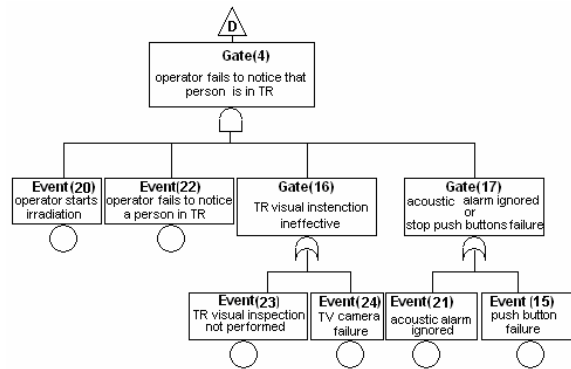 D
Gate(4)
operator fails to notice that
person is in TR
Event(20)
operator starts
irradiation
Event(22)
operator fails to notice
a person in TR
Gate(16)
TR visual instenction
ineffective
Gate(17)
acoustic alarm ignored
or
stop push buttons failure
Event(23)
TR visual inspection
not performed
Event(24)
TV camera
failure
Event(21)
acoustic alarm
ignored
Event (15)
push button
failure